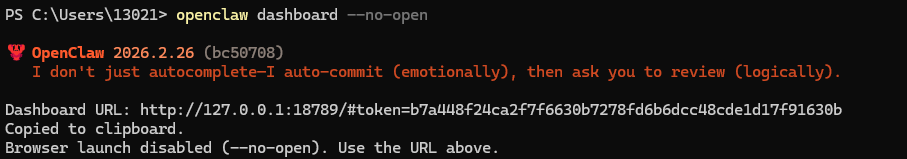 PS C:\Users\13021> openclaw dashboard --no-open
OpenClaw 2026.2.26 (bc50708)
I don't just autocomplete—I auto-commit (emotionally), then ask you to review (logically).
Dashboard URL: http://127.0.0.1:18789/#token=b7a448f24ca2f7f6630b7278fd6b6dcc48cde1d17f91630b
Copied to clipboard.
Browser launch disabled (--no-open). Use the URL above.